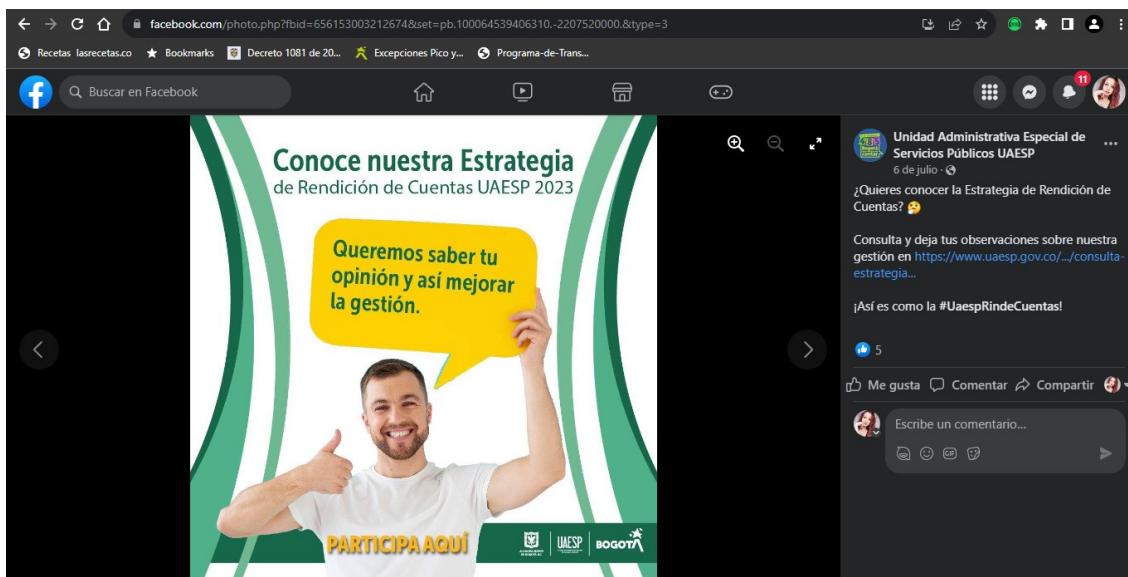 facebook.com/photo.php?fbid=656153003212674&set=pb.100064539406310.-2207520000.&type=3
Recetas lasrecetas.co
Bookmarks
Decreto 1081 de 20...
Excepciones Pico y...
Programa-de-Trans...
Buscar en Facebook
11
Conoce nuestra Estrategia
de Rendición de Cuentas UAESP 2023
Queremos saber tu
opinión y así mejorar
la gestión.
PARTICIPA AQUÍ
UAESP
BOGOTÁ
Unidad Administrativa Especial de
Servicios Públicos UAESP
6 de julio ·
¿Quieres conocer la Estrategia de Rendición de
Cuentas?
Consulta y deja tus observaciones sobre nuestra
gestión en https://www.uaesp.gov.co/.../consulta-
estrategia...
¡Así es como la #UaespRindeCuentas!
5
Me gusta
Comentar
Compartir
Escribe un comentario...
GIF